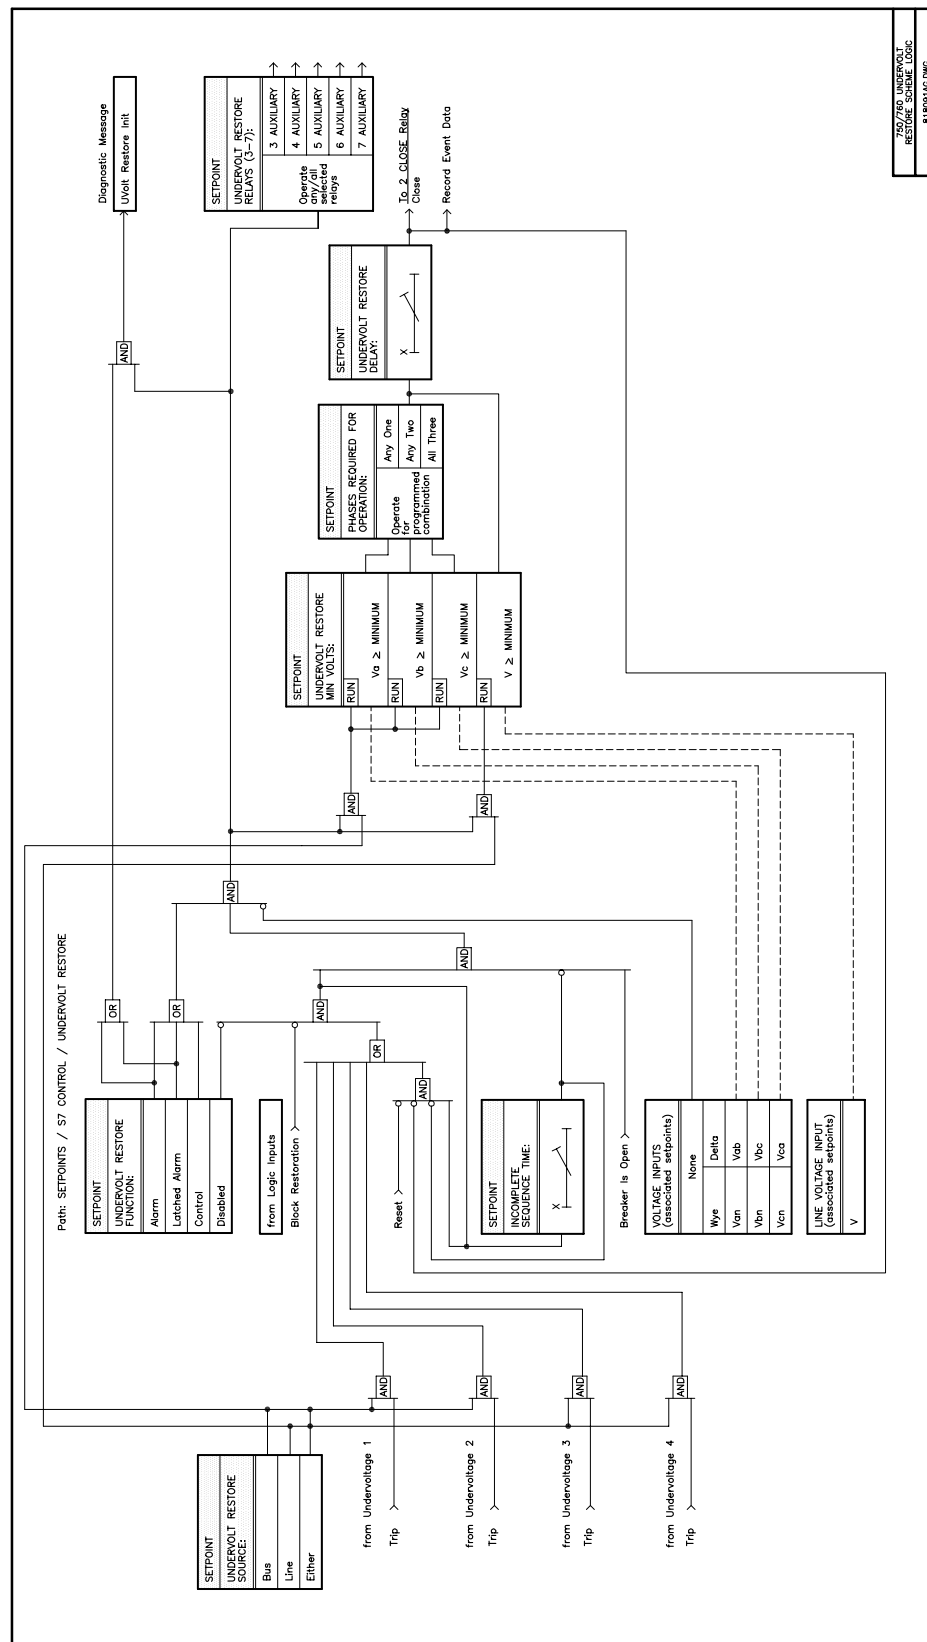 Path: SETPOINTS / S7 CONTROL / UNDERVOLT RESTORE
SETPOINT
UNDERVOLT RESTORE
SOURCE:
Bus
Line
Either
from Undervoltage 1
Trip
from Undervoltage 2
Trip
from Undervoltage 3
Trip
from Undervoltage 4
Trip
AND
AND
AND
AND
SETPOINT
UNDERVOLT RESTORE
FUNCTION:
Alarm
Latched Alarm
Control
Disabled
from Logic Inputs
Block Restoration
Reset
SETPOINT
INCOMPLETE
SEQUENCE TIME:
X
Breaker Is Open
VOLTAGE INPUTS
(associated setpoints)
None
Wye Delta
Van Vab
Vbn Vbc
Vcn Vca
LINE VOLTAGE INPUT
(associated setpoints)
V
OR
OR
AND
OR
AND
AND
AND
AND
AND
SETPOINT
UNDERVOLT RESTORE
MIN VOLTS:
RUN
Va ≥ MINIMUM
RUN
Vb ≥ MINIMUM
RUN
Vc ≥ MINIMUM
RUN
V ≥ MINIMUM
SETPOINT
PHASES REQUIRED FOR
OPERATION:
Operate
for
programmed
combination
Any One
Any Two
All Three
SETPOINT
UNDERVOLT RESTORE
DELAY:
X
AND
Diagnostic Message
UVolt Restore Init
SETPOINT
UNDERVOLT RESTORE
RELAYS (3-7):
Operate
any/all
selected
relays
3 AUXILIARY
4 AUXILIARY
5 AUXILIARY
6 AUXILIARY
7 AUXILIARY
To 2 CLOSE Relay
Close
Record Event Data
750/760 UNDERVOLT
RESTORE SCHEME LOGIC